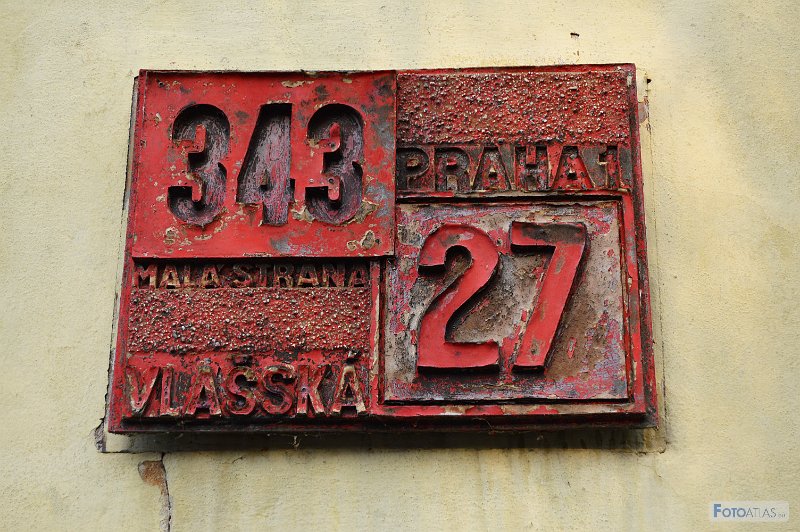 343
PRAHA 1
MALÁ STRANA
27
VLAŠSKÁ
FOTOATLAS